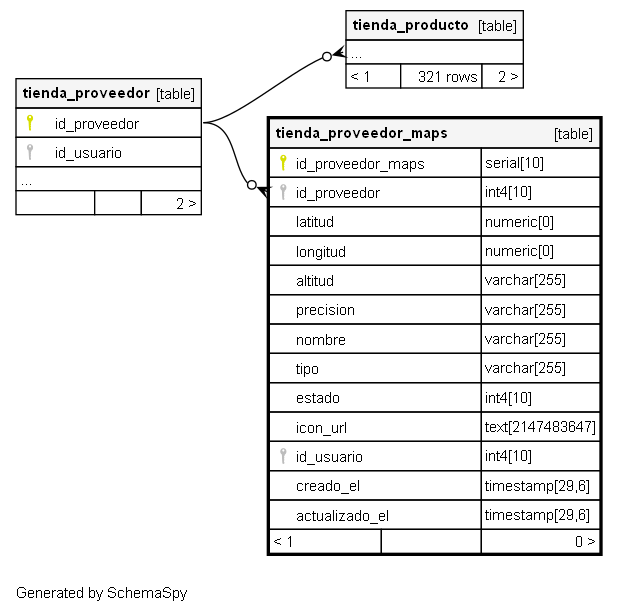 tienda_producto [table]
...
< 1 321 rows 2 >
tienda_proveedor [table]
id_proveedor
id_usuario
...
2 >
tienda_proveedor_maps [table]
id_proveedor_maps serial[10]
id_proveedor int4[10]
latitud numeric[0]
longitud numeric[0]
altitud varchar[255]
precision varchar[255]
nombre varchar[255]
tipo varchar[255]
estado int4[10]
icon_url text[2147483647]
id_usuario int4[10]
creado_el timestamp[29,6]
actualizado_el timestamp[29,6]
< 1 0 >
Generated by SchemaSpy